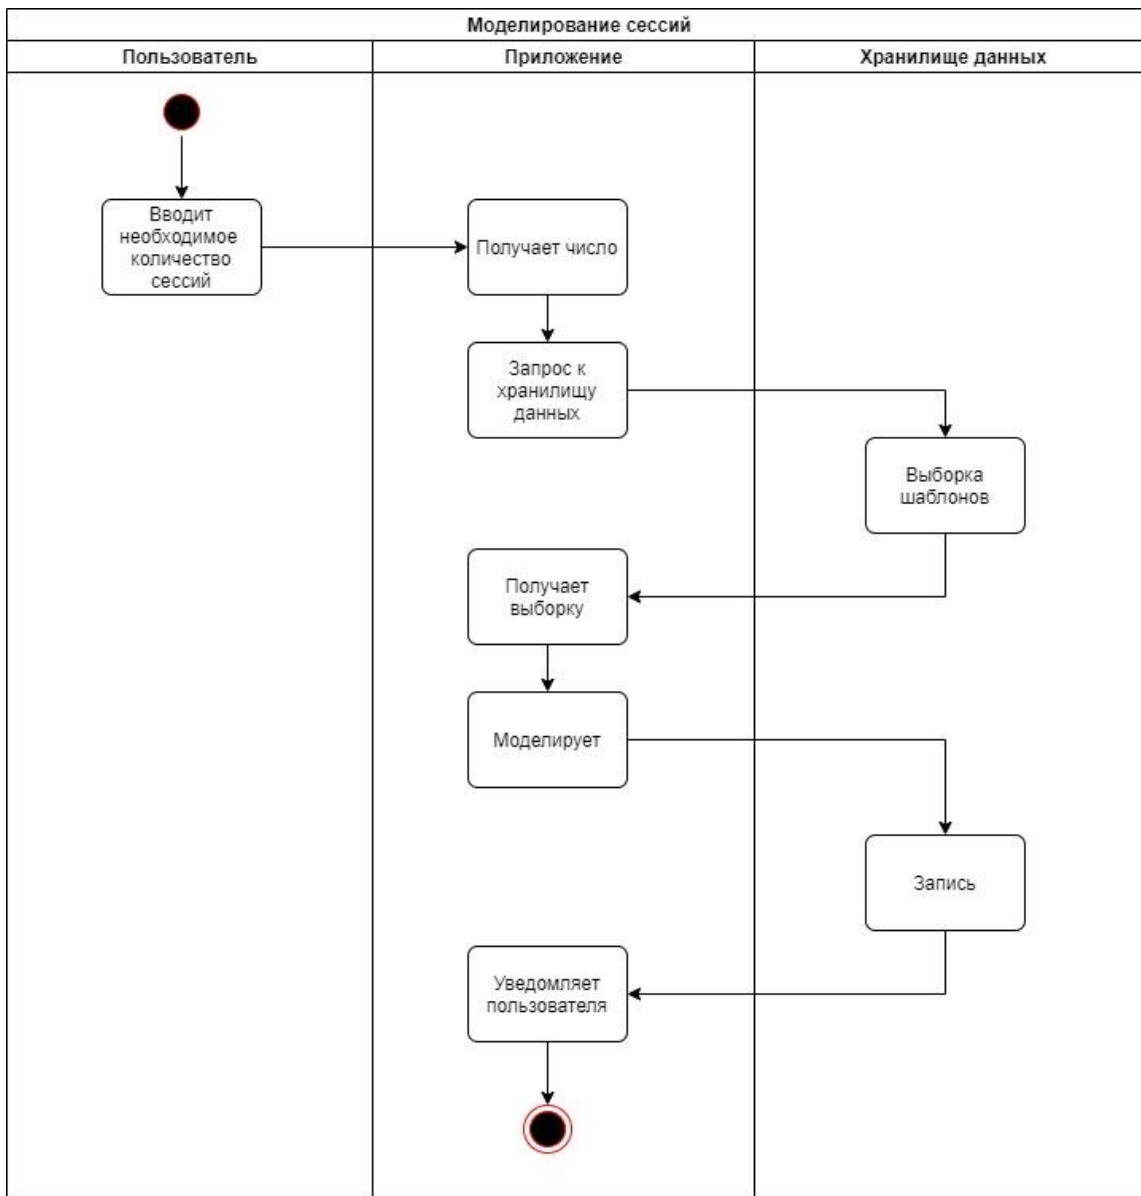 Моделирование сессий
Пользователь
Приложение
Хранилище данных
Вводит
необходимое
количество
сессий
Получает число
Запрос к
хранилищу
данных
Выборка
шаблонов
Получает
выборку
Моделирует
Запись
Уведомляет
пользователя